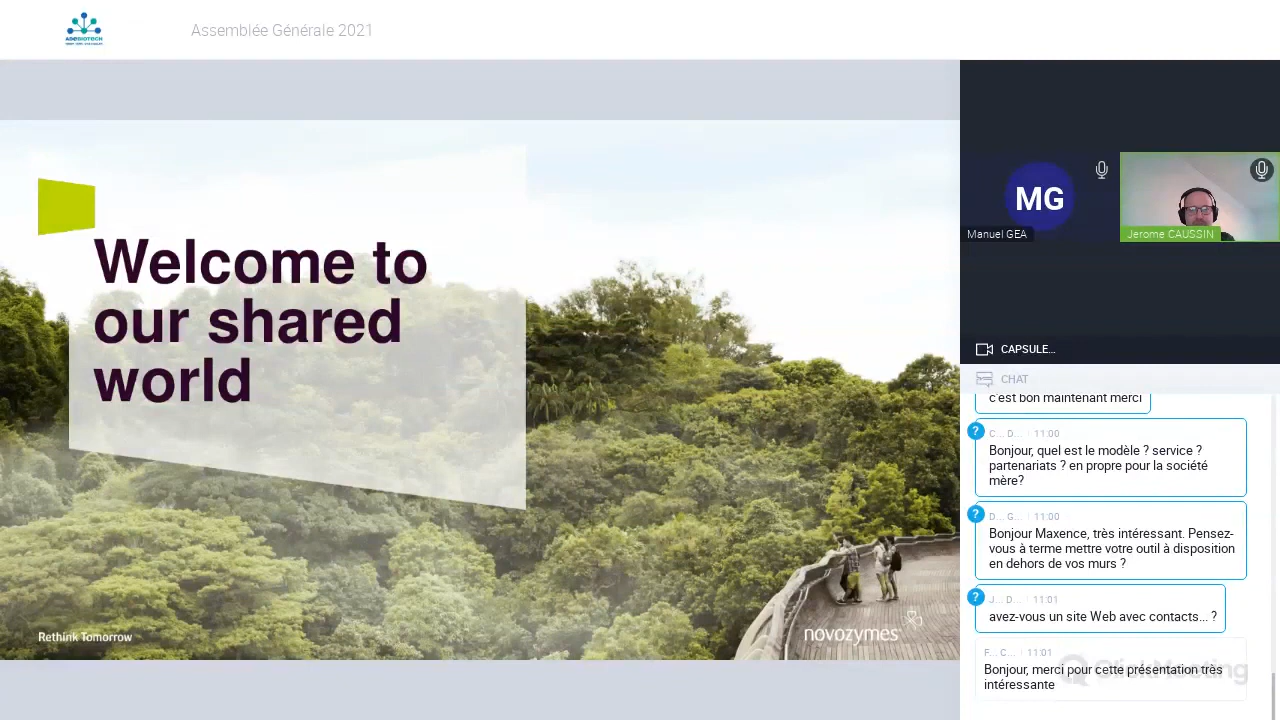 ADEBIOTECH
Assemblée Générale 2021
Welcome to
our shared
world
Rethink Tomorrow
novozymes
MG
Manuel GEA
Jerome CAUSSIN
CAPSULE...
CHAT
c'est bon maintenant merci
C... D... | 11:00
Bonjour, quel est le modèle ? service ?
partenariats ? en propre pour la société
mère?
D... G... | 11:00
Bonjour Maxence, très intéressant. Pensez-
vous à terme mettre votre outil à disposition
en dehors de vos murs ?
J... D... | 11:01
avez-vous un site Web avec contacts... ?
F... C... | 11:01
Bonjour, merci pour cette présentation très
intéressante
ClickMeeting